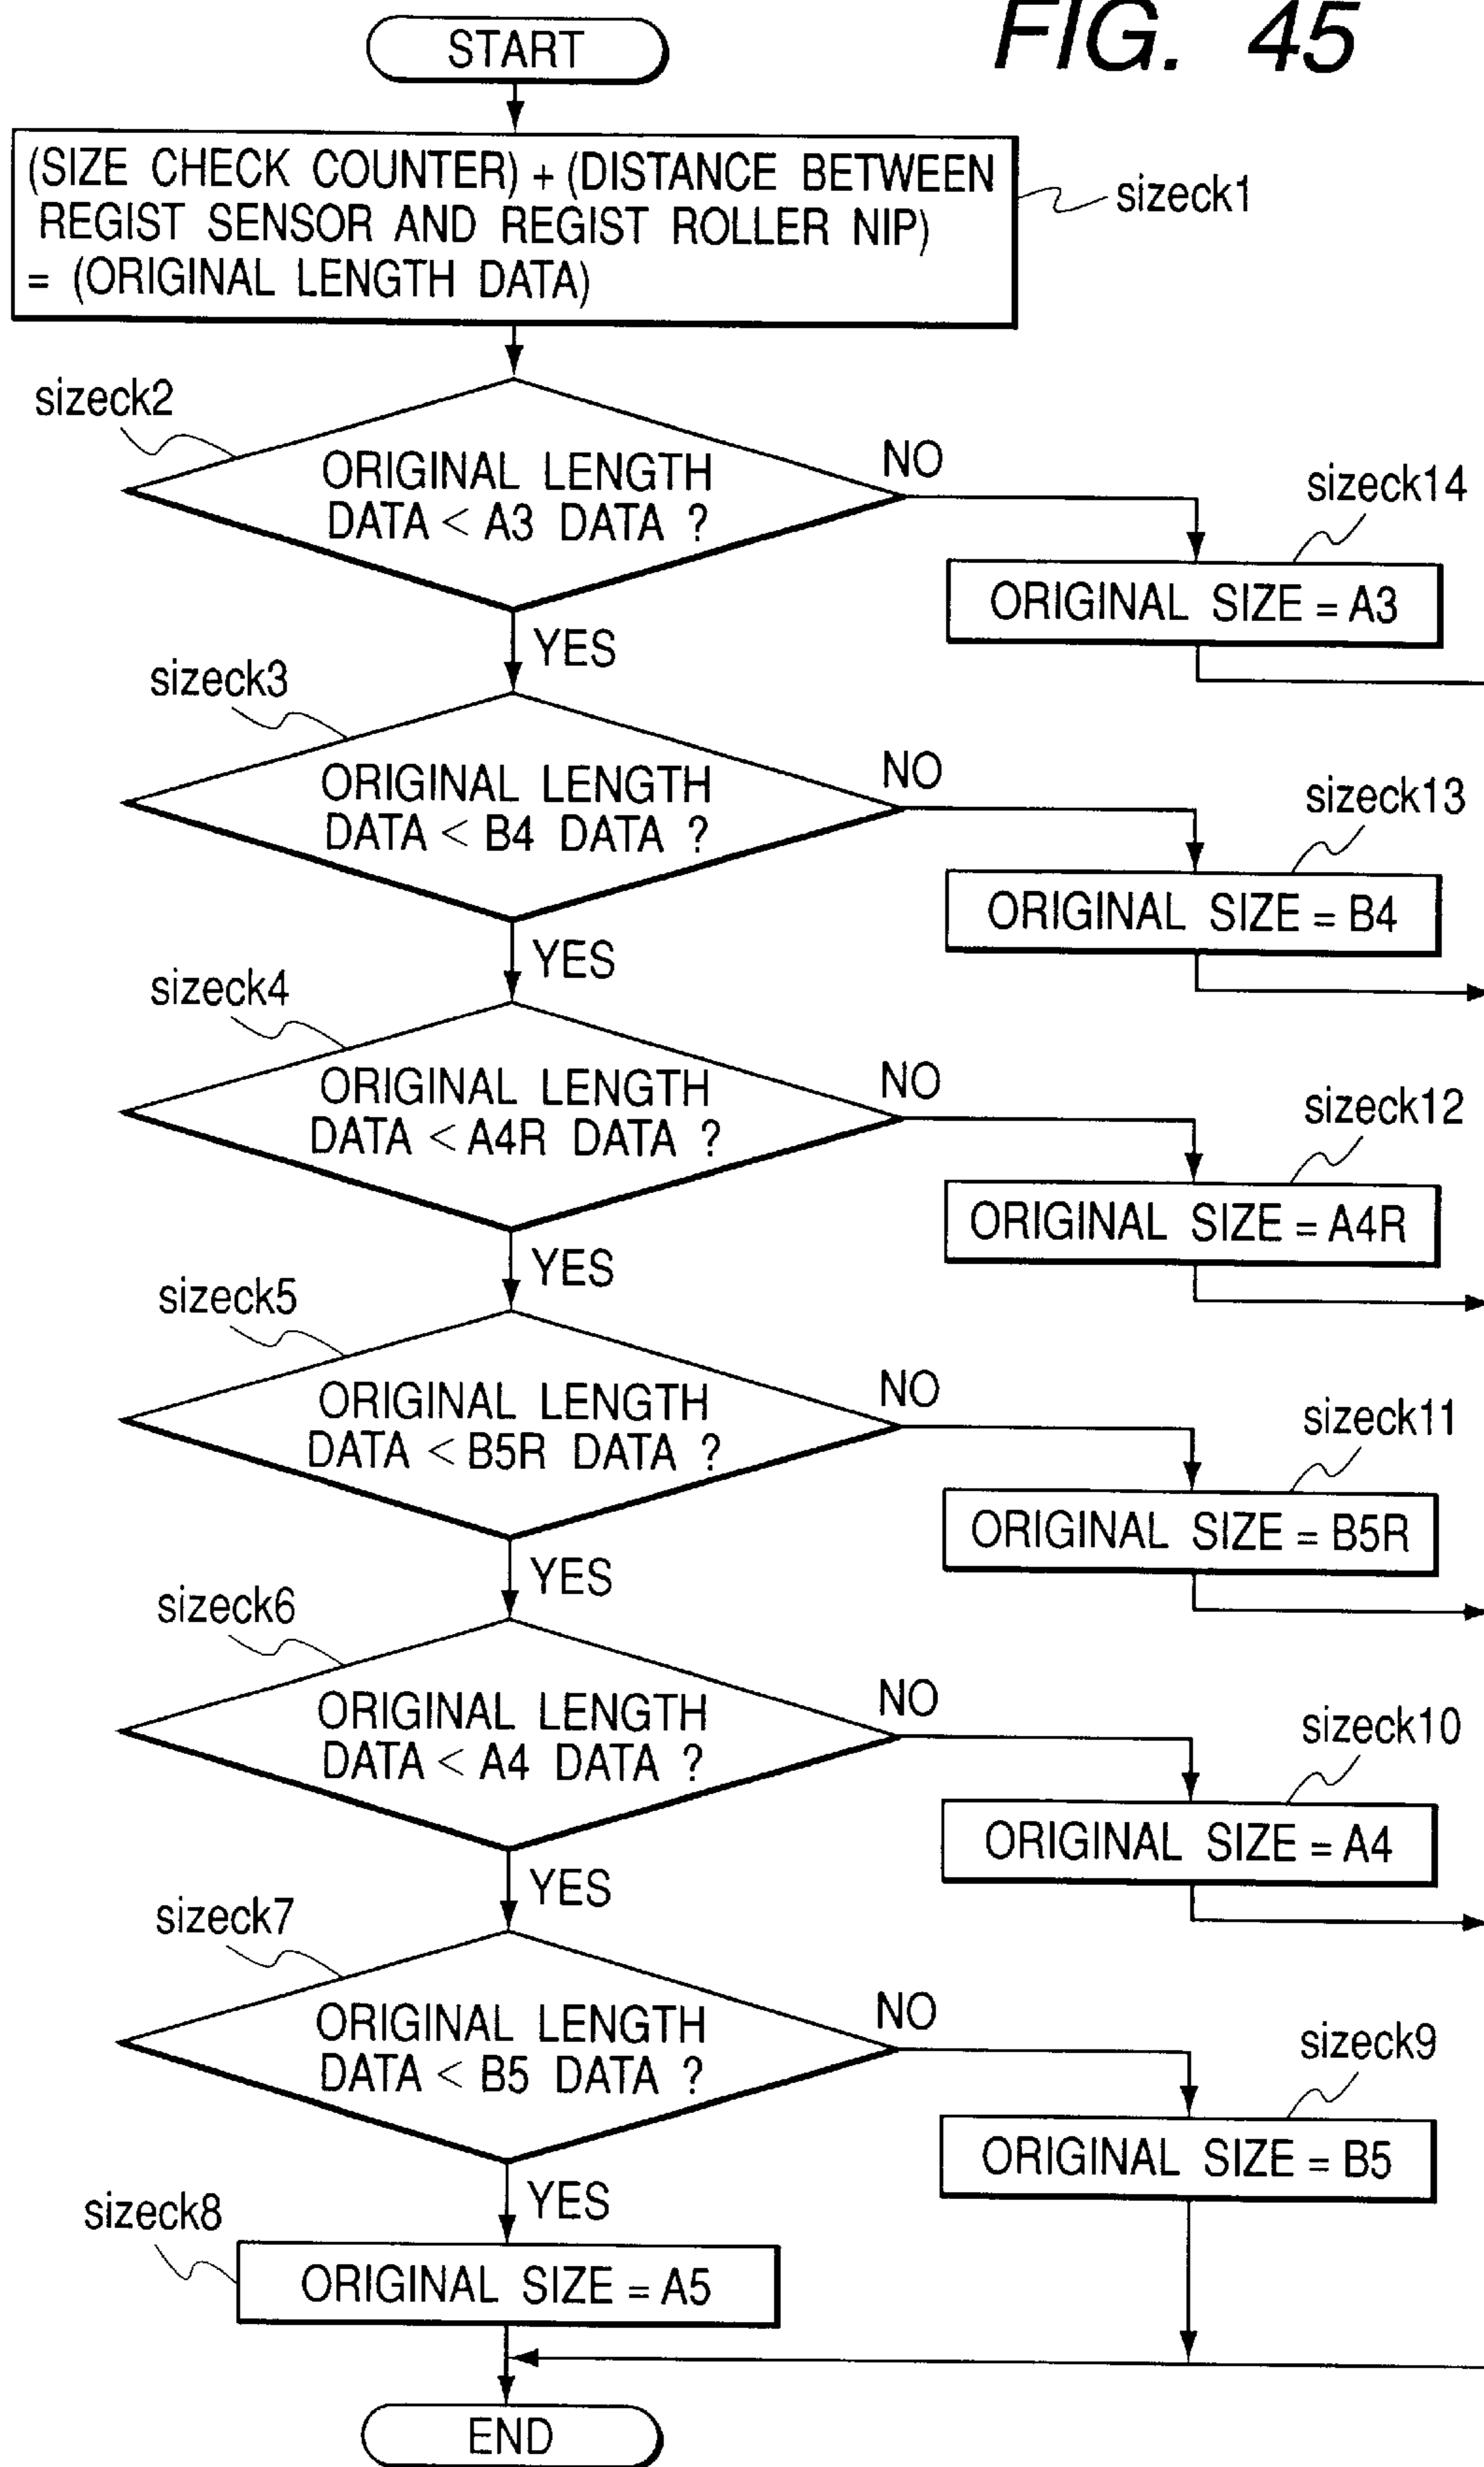 FIG. 45
START
(SIZE CHECK COUNTER) + (DISTANCE BETWEEN
REGIST SENSOR AND REGIST ROLLER NIP)
= (ORIGINAL LENGTH DATA)
sizeck1
sizeck2
ORIGINAL LENGTH
DATA < A3 DATA ?
NO
sizeck14
ORIGINAL SIZE = A3
YES
sizeck3
ORIGINAL LENGTH
DATA < B4 DATA ?
NO
sizeck13
ORIGINAL SIZE = B4
YES
sizeck4
ORIGINAL LENGTH
DATA < A4R DATA ?
NO
sizeck12
ORIGINAL SIZE = A4R
YES
sizeck5
ORIGINAL LENGTH
DATA < B5R DATA ?
NO
sizeck11
ORIGINAL SIZE = B5R
YES
sizeck6
ORIGINAL LENGTH
DATA < A4 DATA ?
NO
sizeck10
ORIGINAL SIZE = A4
YES
sizeck7
ORIGINAL LENGTH
DATA < B5 DATA ?
NO
sizeck9
ORIGINAL SIZE = B5
YES
sizeck8
ORIGINAL SIZE = A5
END